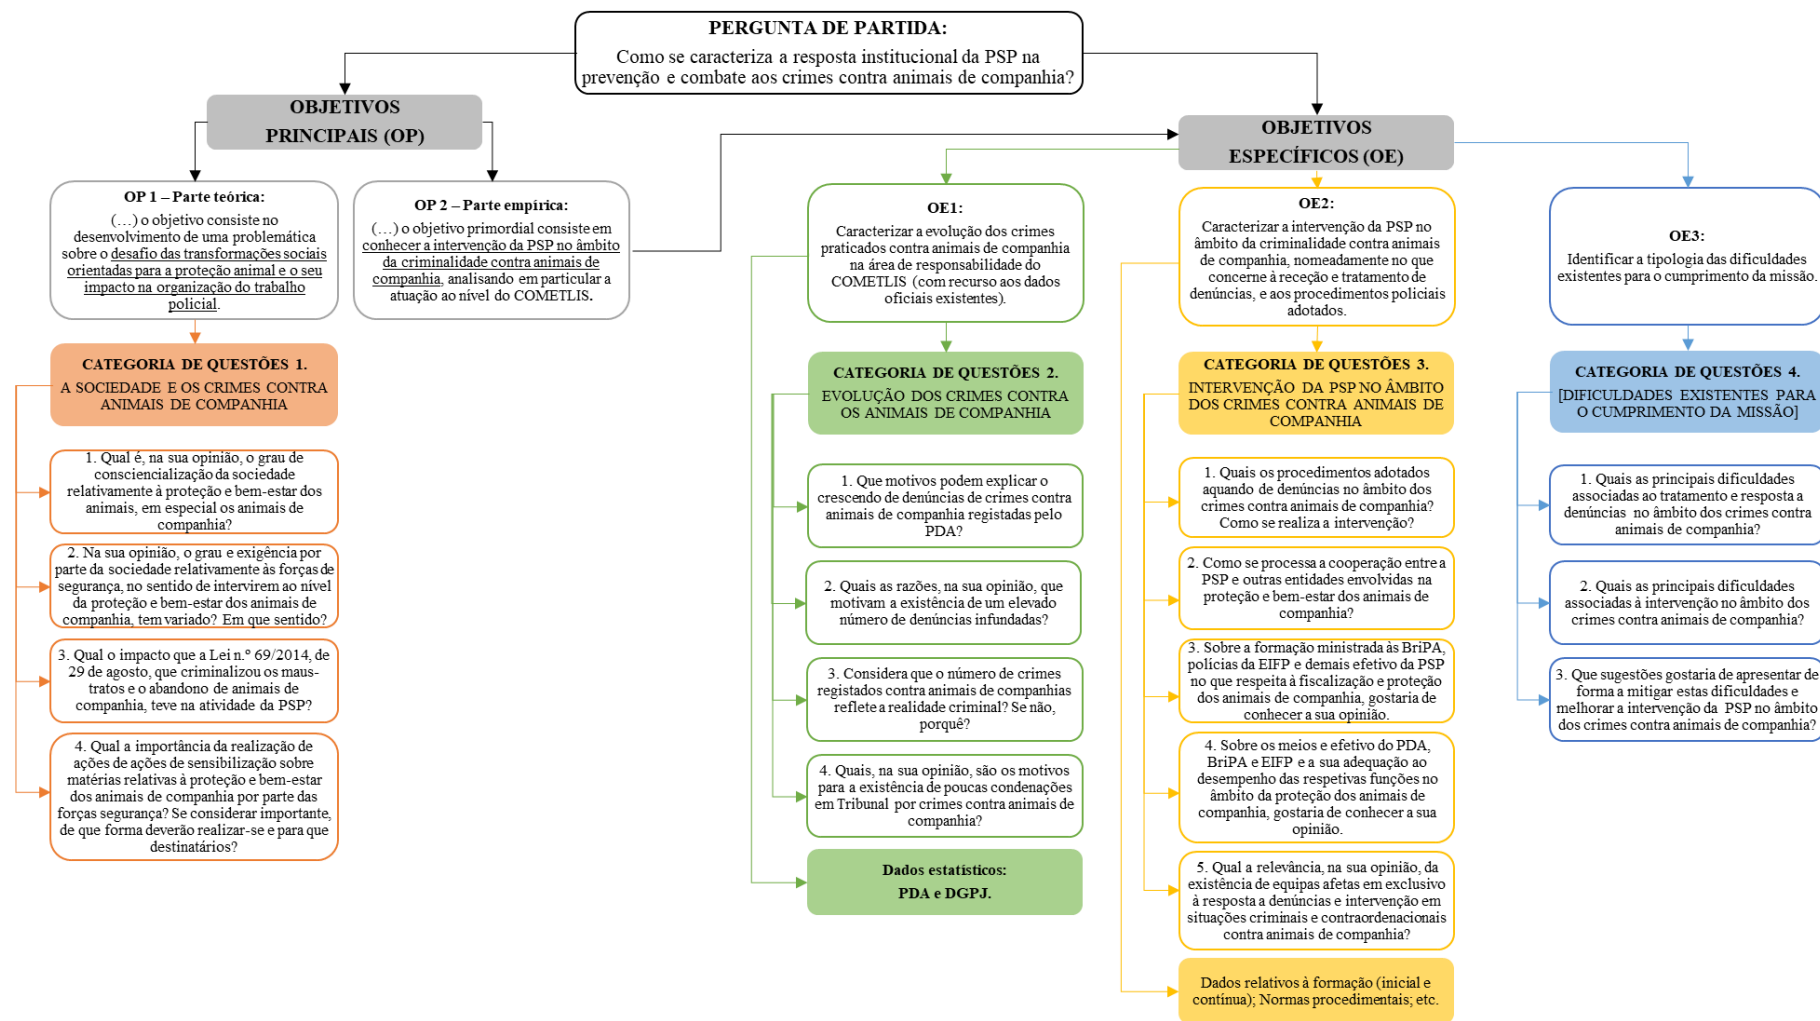 PERGUNTA DE PARTIDA:
Como se caracteriza a resposta institucional da PSP na
prevenção e combate aos crimes contra animais de companhia?
OBJETIVOS
PRINCIPAIS (OP)
OBJETIVOS
ESPECÍFICOS (OE)
OP 1 – Parte teórica:
(…) o objetivo consiste no
desenvolvimento de uma problemática
sobre o desafio das transformações sociais
orientadas para a proteção animal e o seu
impacto na organização do trabalho
policial.
OP 2 – Parte empírica:
(…) o objetivo primordial consiste em
conhecer a intervenção da PSP no âmbito
da criminalidade contra animais de
companhia, analisando em particular a
atuação ao nível do COMETLIS.
OE1:
Caracterizar a evolução dos crimes
praticados contra animais de companhia
na área de responsabilidade do
COMETLIS (com recurso aos dados
oficiais existentes).
OE2:
Caracterizar a intervenção da PSP no
âmbito da criminalidade contra animais
de companhia, nomeadamente no que
concerne à receção e tratamento de
denúncias, e aos procedimentos policiais
adotados.
OE3:
Identificar a tipologia das dificuldades
existentes para o cumprimento da missão.
CATEGORIA DE QUESTÕES 1.
A SOCIEDADE E OS CRIMES CONTRA
ANIMAIS DE COMPANHIA
1. Qual é, na sua opinião, o grau de
consciencialização da sociedade
relativamente à proteção e bem-estar dos
animais, em especial os animais de
companhia?
2. Na sua opinião, o grau e exigência por
parte da sociedade relativamente às forças de
segurança, no sentido de intervirem ao nível
da proteção e bem-estar dos animais de
companhia, tem variado? Em que sentido?
3. Qual o impacto que a Lei n.º 69/2014, de
29 de agosto, que criminalizou os maus-
tratos e o abandono de animais de
companhia, teve na atividade da PSP?
4. Qual a importância da realização de
ações de ações de sensibilização sobre
matérias relativas à proteção e bem-estar
dos animais de companhia por parte das
forças segurança? Se considerar importante,
de que forma deverão realizar-se e para que
destinatários?
CATEGORIA DE QUESTÕES 2.
EVOLUÇÃO DOS CRIMES CONTRA
OS ANIMAIS DE COMPANHIA
1. Que motivos podem explicar o
crescendo de denúncias de crimes contra
animais de companhia registadas pelo
PDA?
2. Quais as razões, na sua opinião, que
motivam a existência de um elevado
número de denúncias infundadas?
3. Considera que o número de crimes
registados contra animais de companhias
reflete a realidade criminal? Se não,
porquê?
4. Quais, na sua opinião, são os motivos
para a existência de poucas condenações
em Tribunal por crimes contra animais de
companhia?
Dados estatísticos:
PDA e DGPJ.
CATEGORIA DE QUESTÕES 3.
INTERVENÇÃO DA PSP NO ÂMBITO
DOS CRIMES CONTRA ANIMAIS DE
COMPANHIA
1. Quais os procedimentos adotados
aquando de denúncias no âmbito dos
crimes contra animais de companhia?
Como se realiza a intervenção?
2. Como se processa a cooperação entre a
PSP e outras entidades envolvidas na
proteção e bem-estar dos animais de
companhia?
3. Sobre a formação ministrada às BriPA,
polícias da EIFP e demais efetivo da PSP
no que respeita à fiscalização e proteção
dos animais de companhia, gostaria de
conhecer a sua opinião.
4. Sobre os meios e efetivo do PDA,
BriPA e EIFP e a sua adequação ao
desempenho das respetivas funções no
âmbito da proteção dos animais de
companhia, gostaria de conhecer a sua
opinião.
5. Qual a relevância, na sua opinião, da
existência de equipas afetas em exclusivo
à resposta a denúncias e intervenção em
situações criminais e contraordenacionais
contra animais de companhia?
Dados relativos à formação (inicial e
contínua); Normas procedimentais; etc.
CATEGORIA DE QUESTÕES 4.
[DIFICULDADES EXISTENTES PARA
O CUMPRIMENTO DA MISSÃO]
1. Quais as principais dificuldades
associadas ao tratamento e resposta a
denúncias no âmbito dos crimes contra
animais de companhia?
2. Quais as principais dificuldades
associadas à intervenção no âmbito dos
crimes contra animais de companhia?
3. Que sugestões gostaria de apresentar de
forma a mitigar estas dificuldades e
melhorar a intervenção da PSP no âmbito
dos crimes contra animais de companhia?